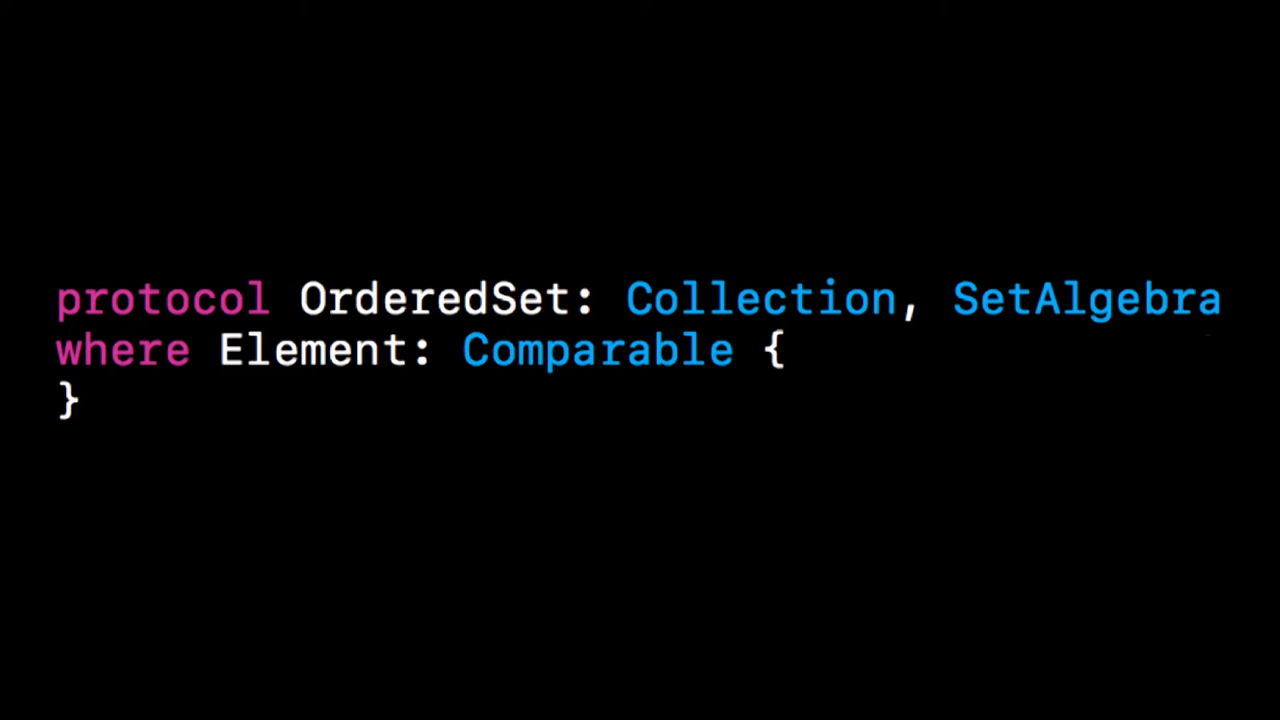 protocol OrderedSet: Collection, SetAlgebra
where Element: Comparable {
}